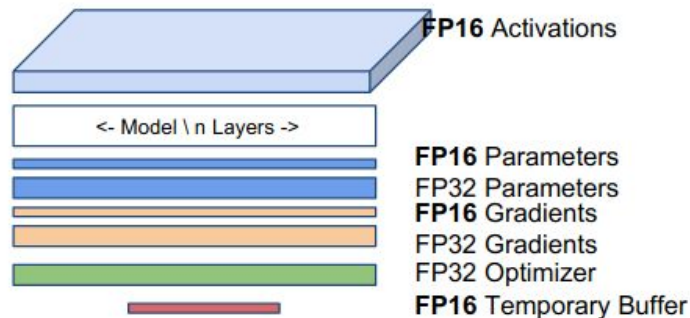 FP16 Activations
<- Model \ n Layers ->
FP16 Parameters
FP32 Parameters
FP16 Gradients
FP32 Gradients
FP32 Optimizer
FP16 Temporary Buffer